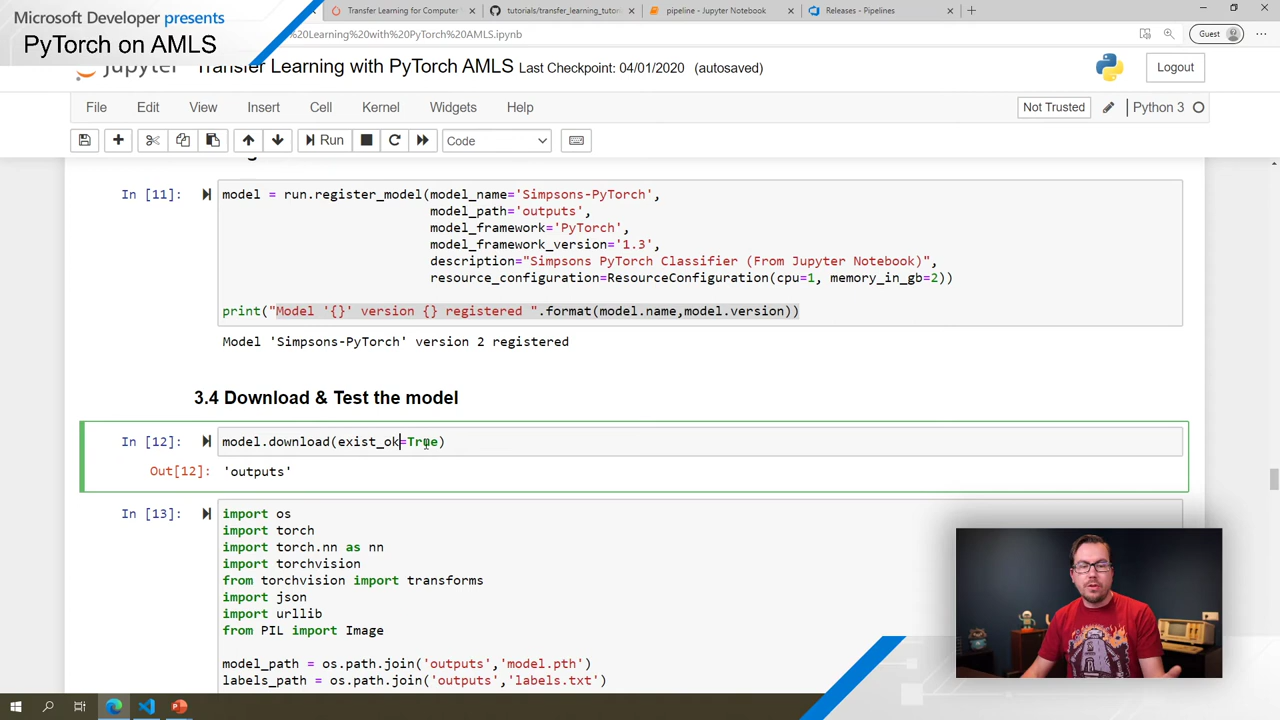 Microsoft Developer presents
PyTorch on AMLS
Transfer Learning for Computer
tutorials/transfer_learning_tutor
pipeline - Jupyter Notebook
Releases - Pipelines
%20Learning%20with%20PyTorch%20AMLS.ipynb
Guest
jupyter Transfer Learning with PyTorch AMLS Last Checkpoint: 04/01/2020 (autosaved)
Logout
File Edit View Insert Cell Kernel Widgets Help
Not Trusted
Python 3
Run
Code
In [11]:
model = run.register_model(model_name='Simpsons-PyTorch',
model_path='outputs',
model_framework='PyTorch',
model_framework_version='1.3',
description="Simpsons PyTorch Classifier (From Jupyter Notebook)",
resource_configuration=ResourceConfiguration(cpu=1, memory_in_gb=2))
print("Model '{}' version {} registered ".format(model.name,model.version))
Model 'Simpsons-PyTorch' version 2 registered
3.4 Download & Test the model
In [12]:
model.download(exist_ok=True)
Out[12]:
'outputs'
In [13]:
import os
import torch
import torch.nn as nn
import torchvision
from torchvision import transforms
import json
import urllib
from PIL import Image
model_path = os.path.join('outputs','model.pth')
labels_path = os.path.join('outputs','labels.txt')